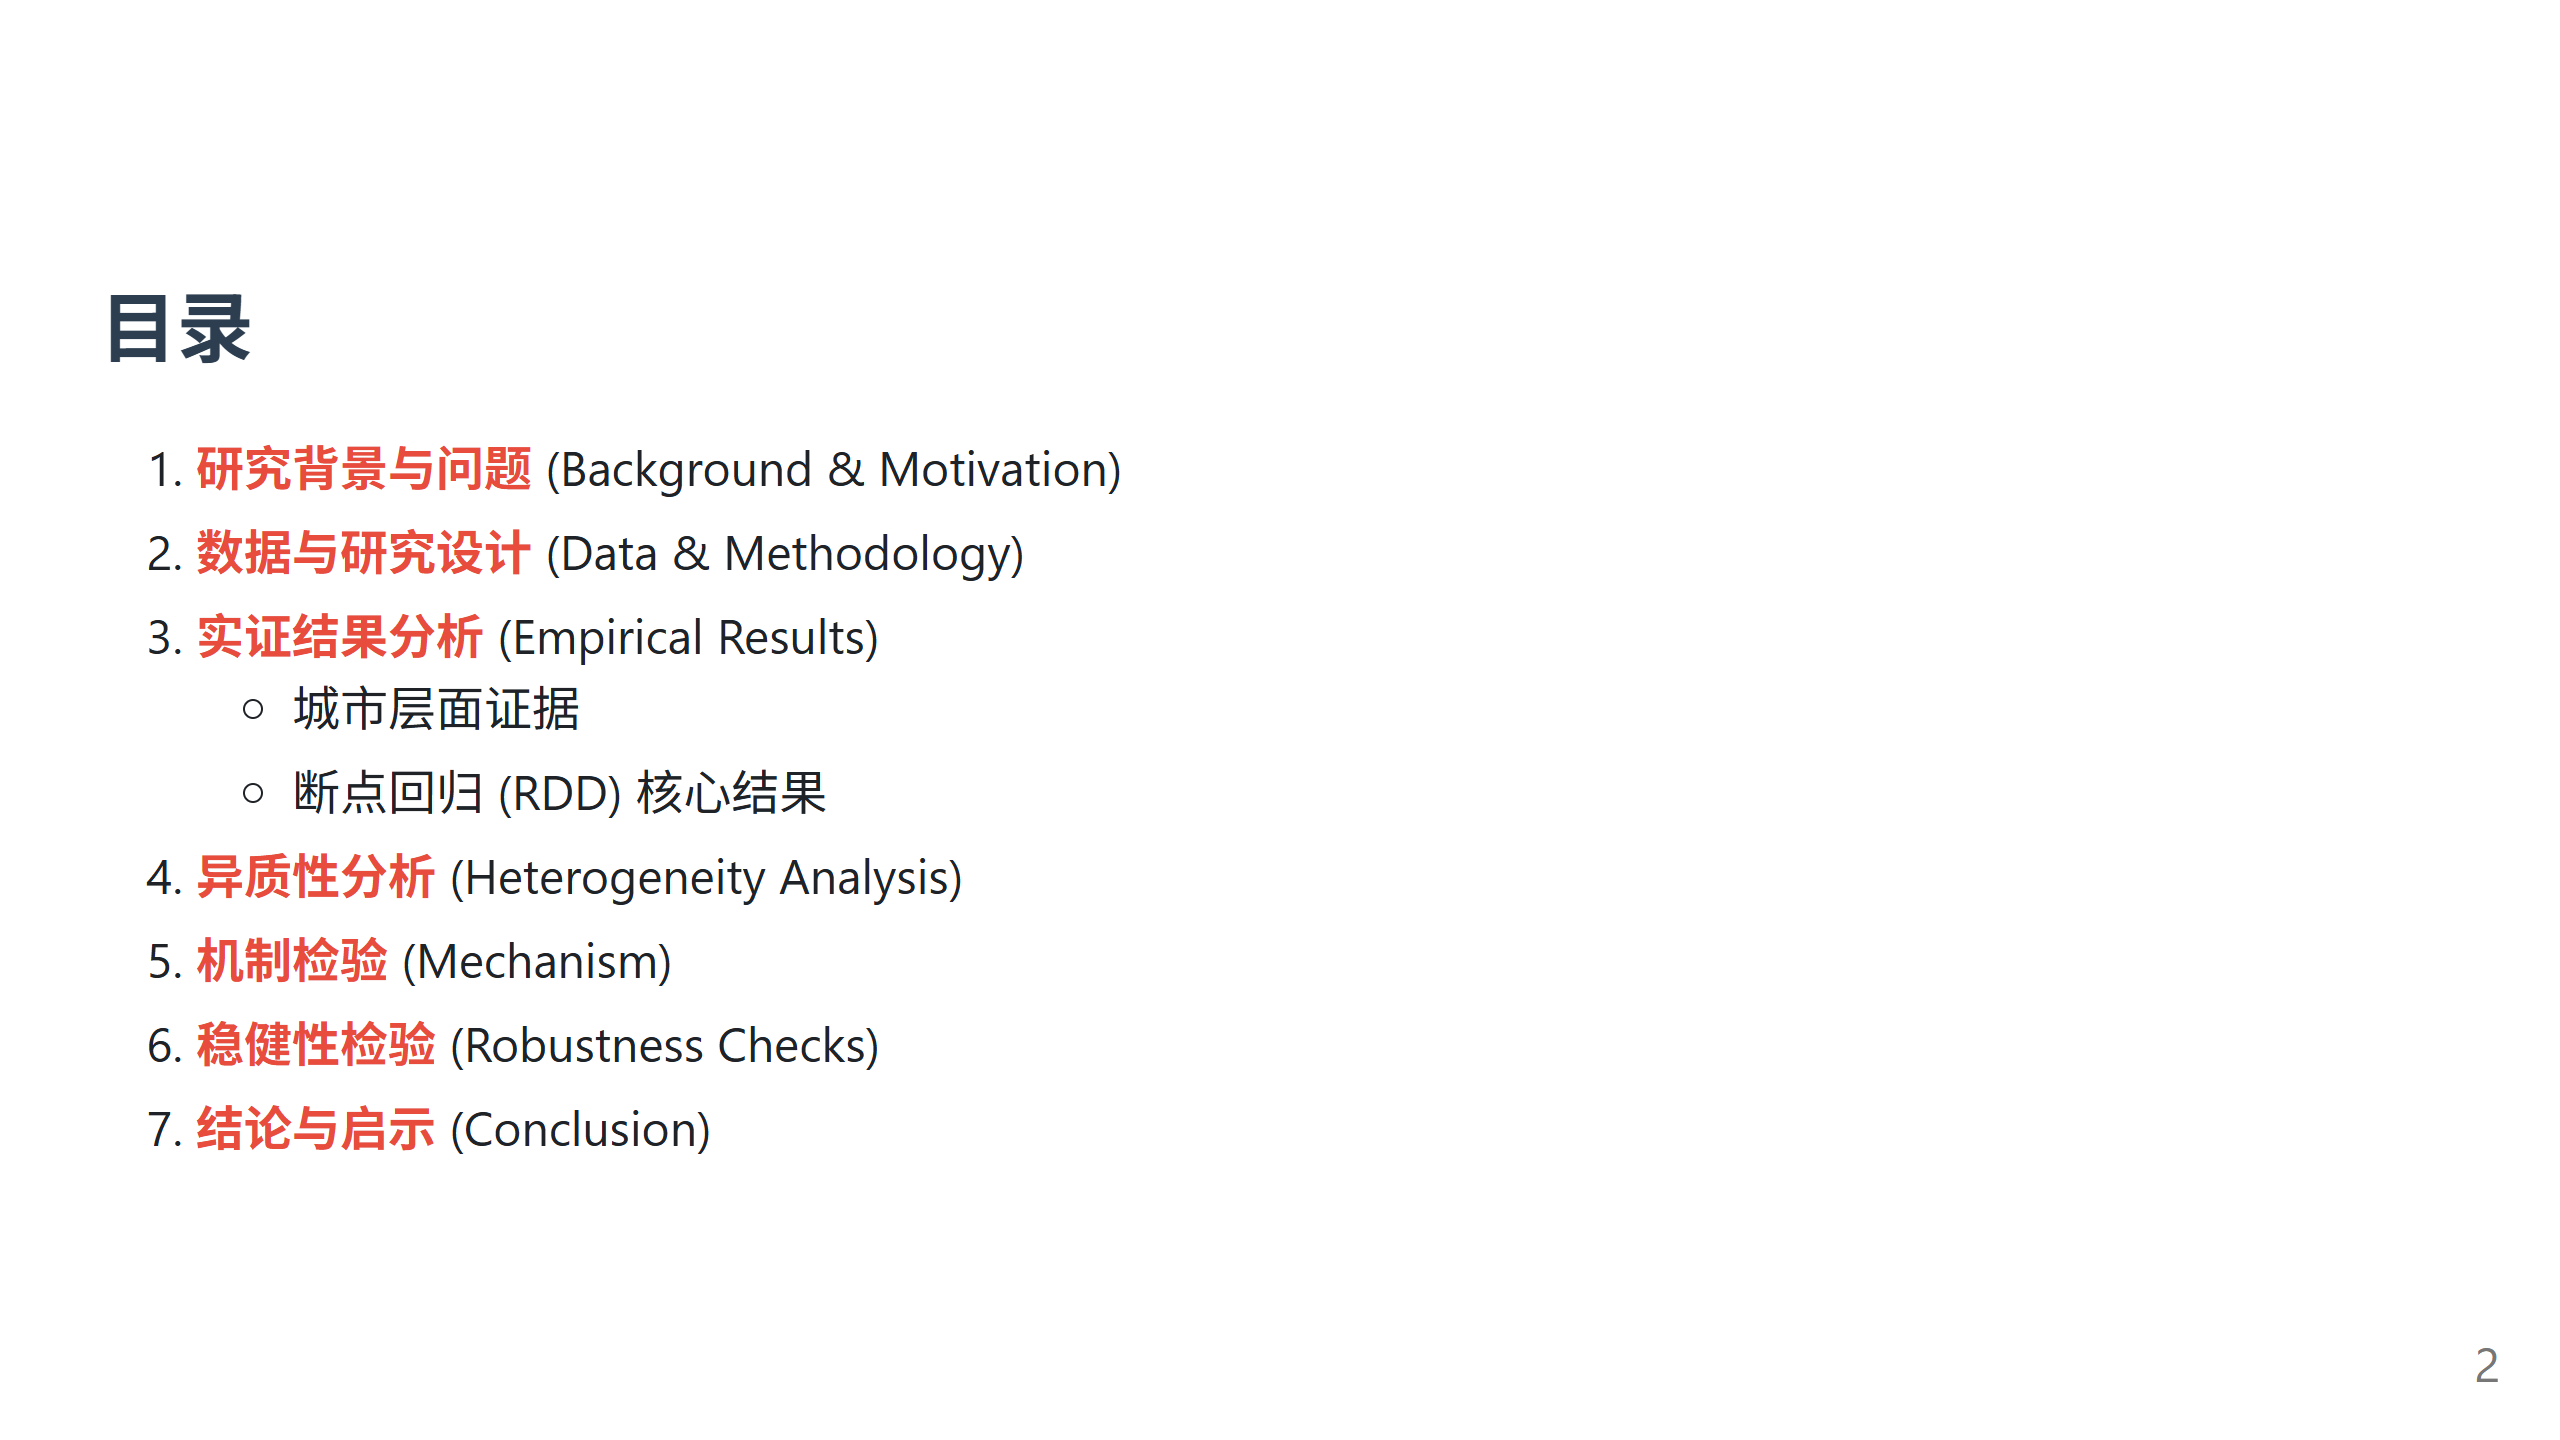 目录
1. 研究背景与问题 (Background & Motivation)
2. 数据与研究设计 (Data & Methodology)
3. 实证结果分析 (Empirical Results)
○ 城市层面证据
○ 断点回归 (RDD) 核心结果
4. 异质性分析 (Heterogeneity Analysis)
5. 机制检验 (Mechanism)
6. 稳健性检验 (Robustness Checks)
7. 结论与启示 (Conclusion)
2